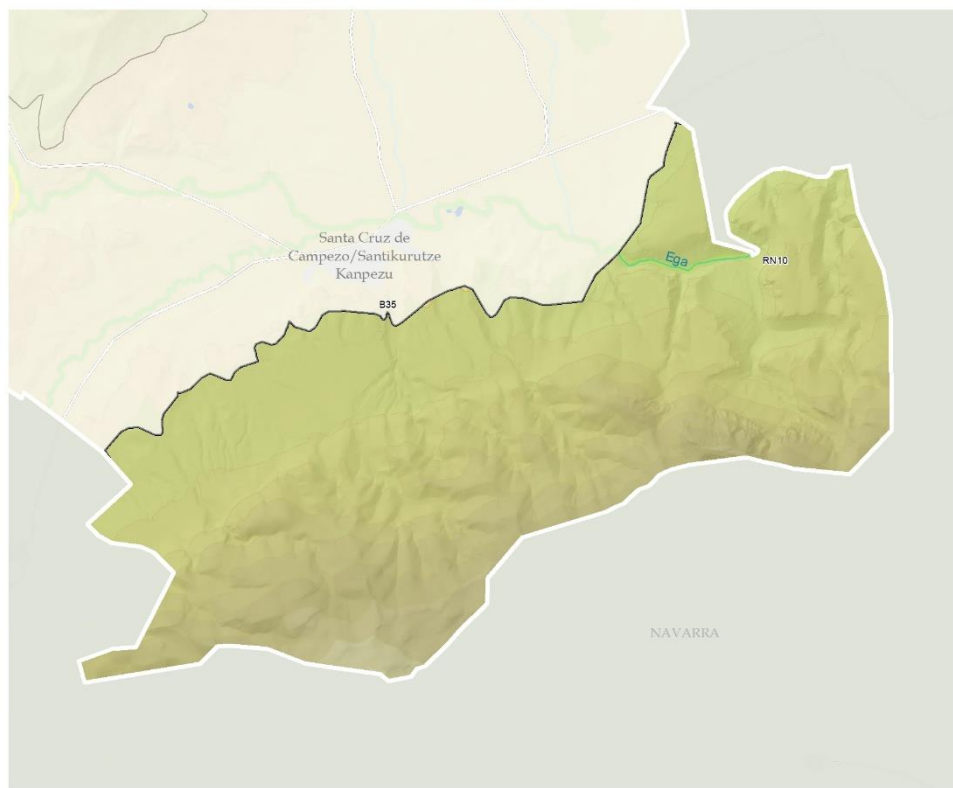 Santa Cruz de
Campezo/Santikurutze
Kanpezu
Ega
RN10
B35
NAVARRA